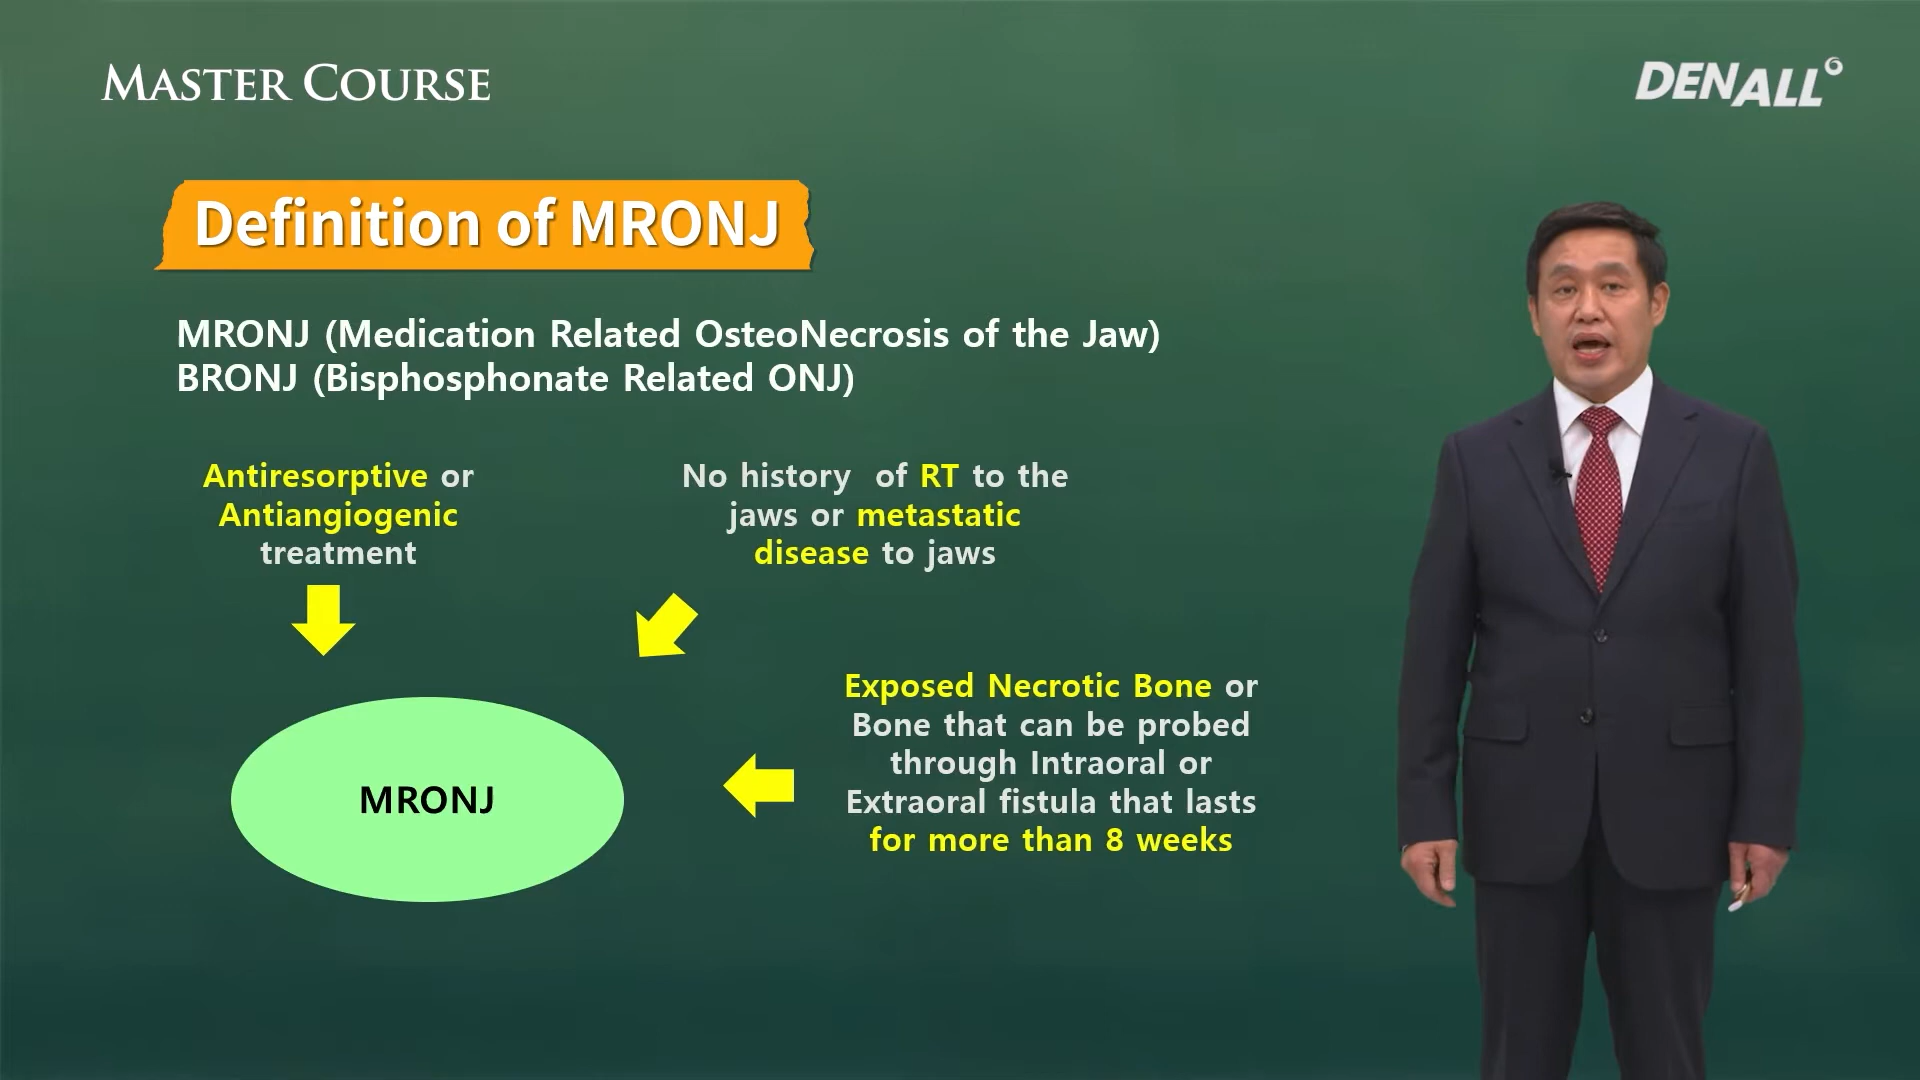 MASTER COURSE
DENALL
Definition of MRONJ
MRONJ (Medication Related OsteoNecrosis of the Jaw)
BRONJ (Bisphosphonate Related ONJ)
Antiresorptive or
Antiangiogenic
treatment
No history of RT to the
jaws or metastatic
disease to jaws
Exposed Necrotic Bone or
Bone that can be probed
through Intraoral or
Extraoral fistula that lasts
for more than 8 weeks
MRONJ